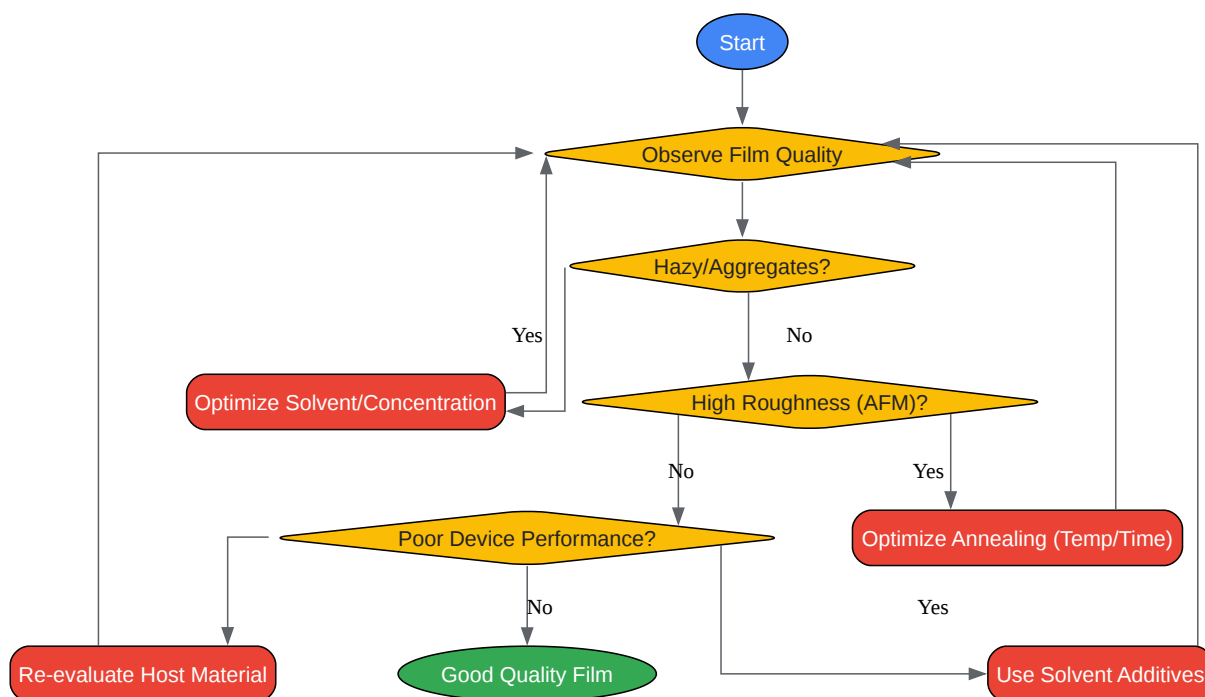 Start
Observe Film Quality
Hazy/Aggregates?
Yes
No
Optimize Solvent/Concentration
High Roughness (AFM)?
No
Yes
Poor Device Performance?
Optimize Annealing (Temp/Time)
No
Yes
Re-evaluate Host Material
Good Quality Film
Use Solvent Additives